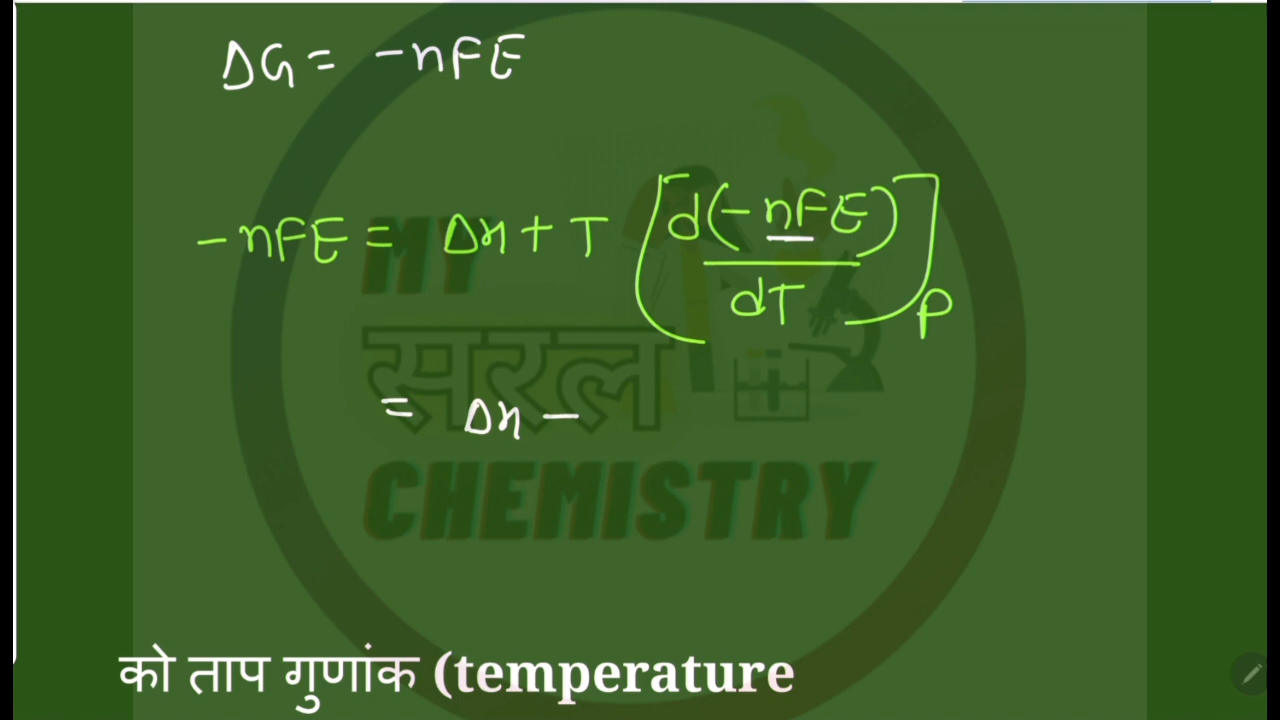 ΔG = -nFE
-nFE = ΔH + T [d(-nFE)/dT]P
= ΔH -
MY
सरल
CHEMISTRY
को ताप गुणांक (temperature